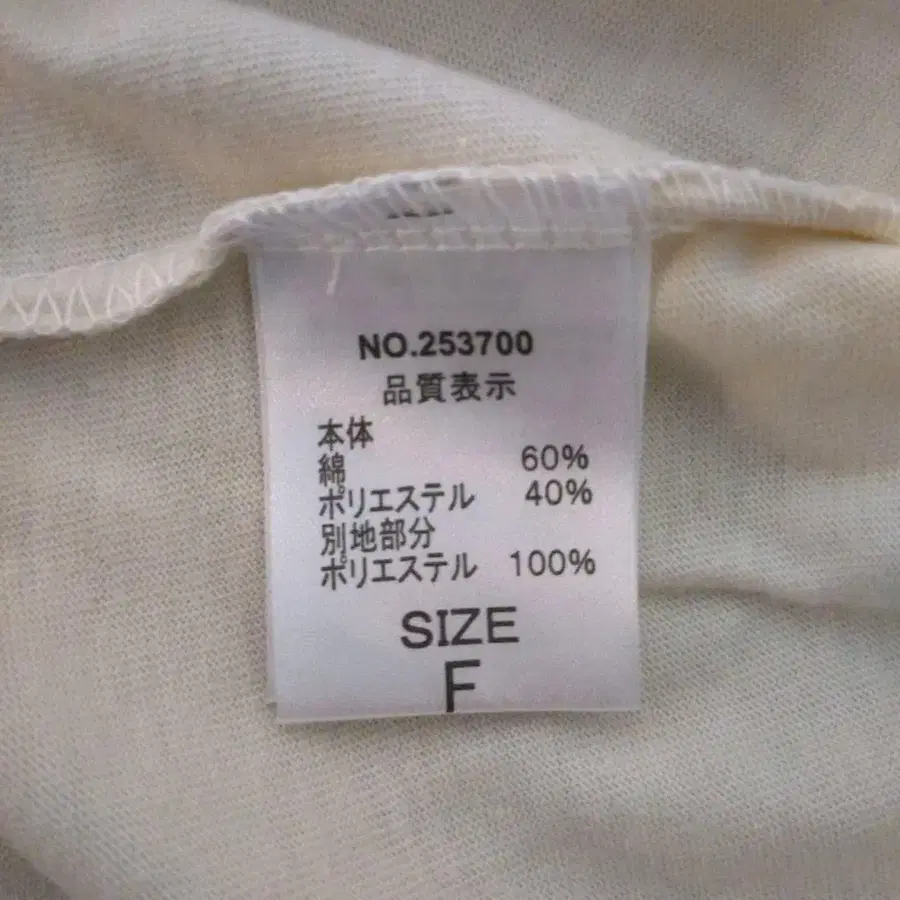 NO.253700
品質表示
本体
綿 60%
ポリエステル 40%
別地部分
ポリエステル 100%
SIZE
F